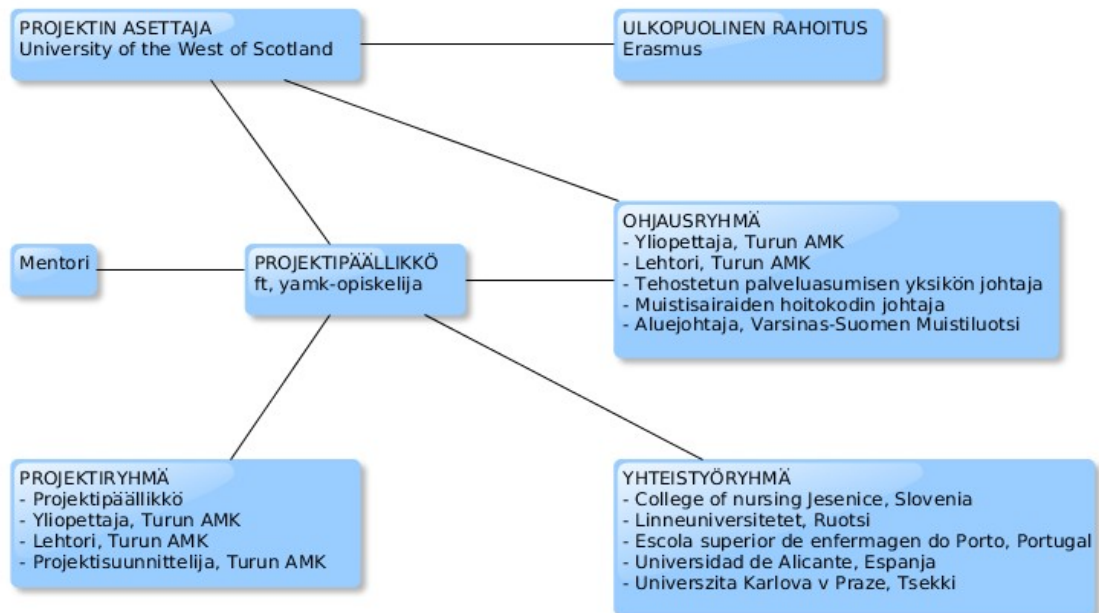 PROJEKTIN ASETTAJA
University of the West of Scotland
ULKOPUOLINEN RAHOITUS
Erasmus
OHJAUSRYHMÄ
- Yliopettaja, Turun AMK
- Lehtori, Turun AMK
- Tehostetun palveluasumisen yksikön johtaja
- Muistisairaiden hoitokodin johtaja
- Aluejohtaja, Varsinas-Suomen Muistiluotsi
Mentori
PROJEKTIPÄÄLLIKKÖ
ft, yamk-opiskelija
PROJEKTIRYHMÄ
- Projektipäällikkö
- Yliopettaja, Turun AMK
- Lehtori, Turun AMK
- Projektisuunnittelija, Turun AMK
YHTEISTYÖRYHMÄ
- College of nursing Jesenice, Slovenia
- Linneuniversitetet, Ruotsi
- Escola superior de enfermagen do Porto, Portugal
- Universidad de Alicante, Espanja
- Universzita Karlova v Praze, Tsekki